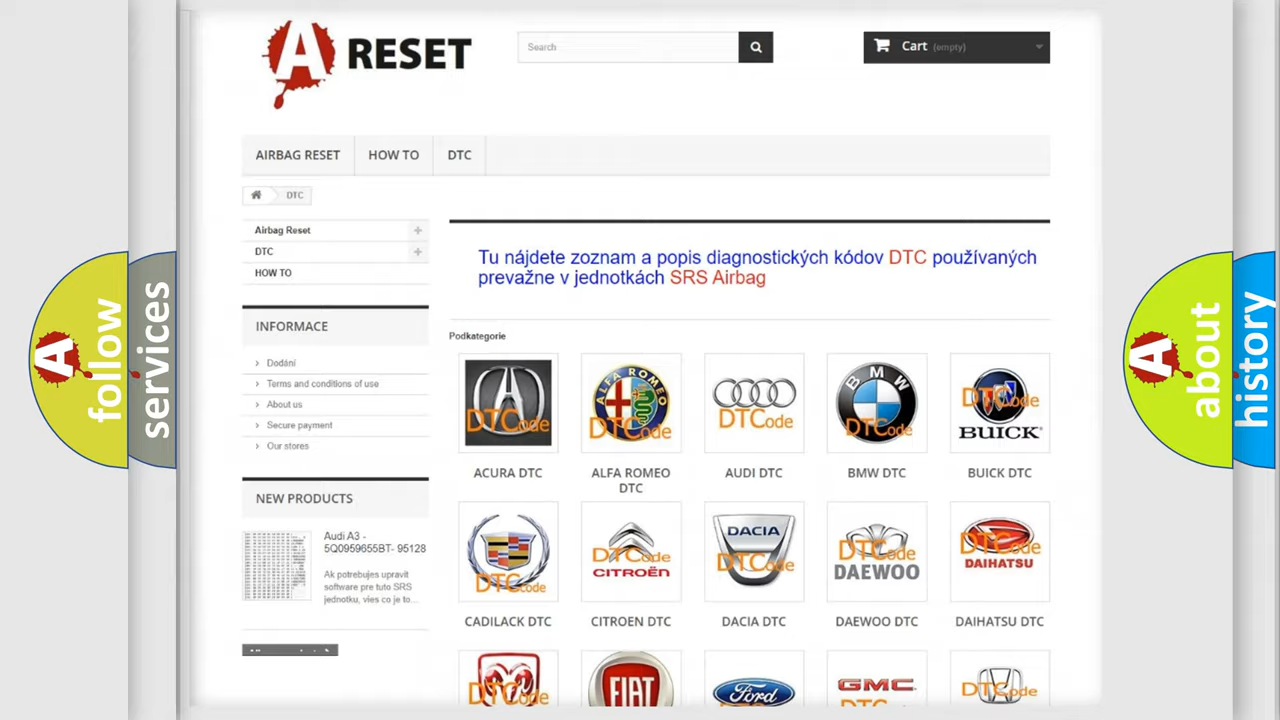 A RESET
Search
Cart (empty)
AIRBAG RESET
HOW TO
DTC
DTC
Airbag Reset
DTC
HOW TO
INFORMACE
Dodání
Terms and conditions of use
About us
Secure payment
Our stores
NEW PRODUCTS
Audi A3 -
5Q0959655BT- 95128
Ak potrebujes upravit
software pre tuto SRS
jednotku, vies co je to...
Tu nájdete zoznam a popis diagnostických kódov DTC používaných
prevažne v jednotkách SRS Airbag
Podkategorie
DTCode
ALFA ROMEO
DTCode
DTCode
BMW
DTCode
DTCode
BUICK
ACURA DTC
ALFA ROMEO
DTC
AUDI DTC
BMW DTC
BUICK DTC
DTCode
DTCode
CITROËN
DACIA
DTCode
DTCode
DAEWOO
DTCode
DAIHATSU
CADILACK DTC
CITROEN DTC
DACIA DTC
DAEWOO DTC
DAIHATSU DTC
DTCode
FIAT
Ford
GMC
DTCode
A follow
services
A about
history